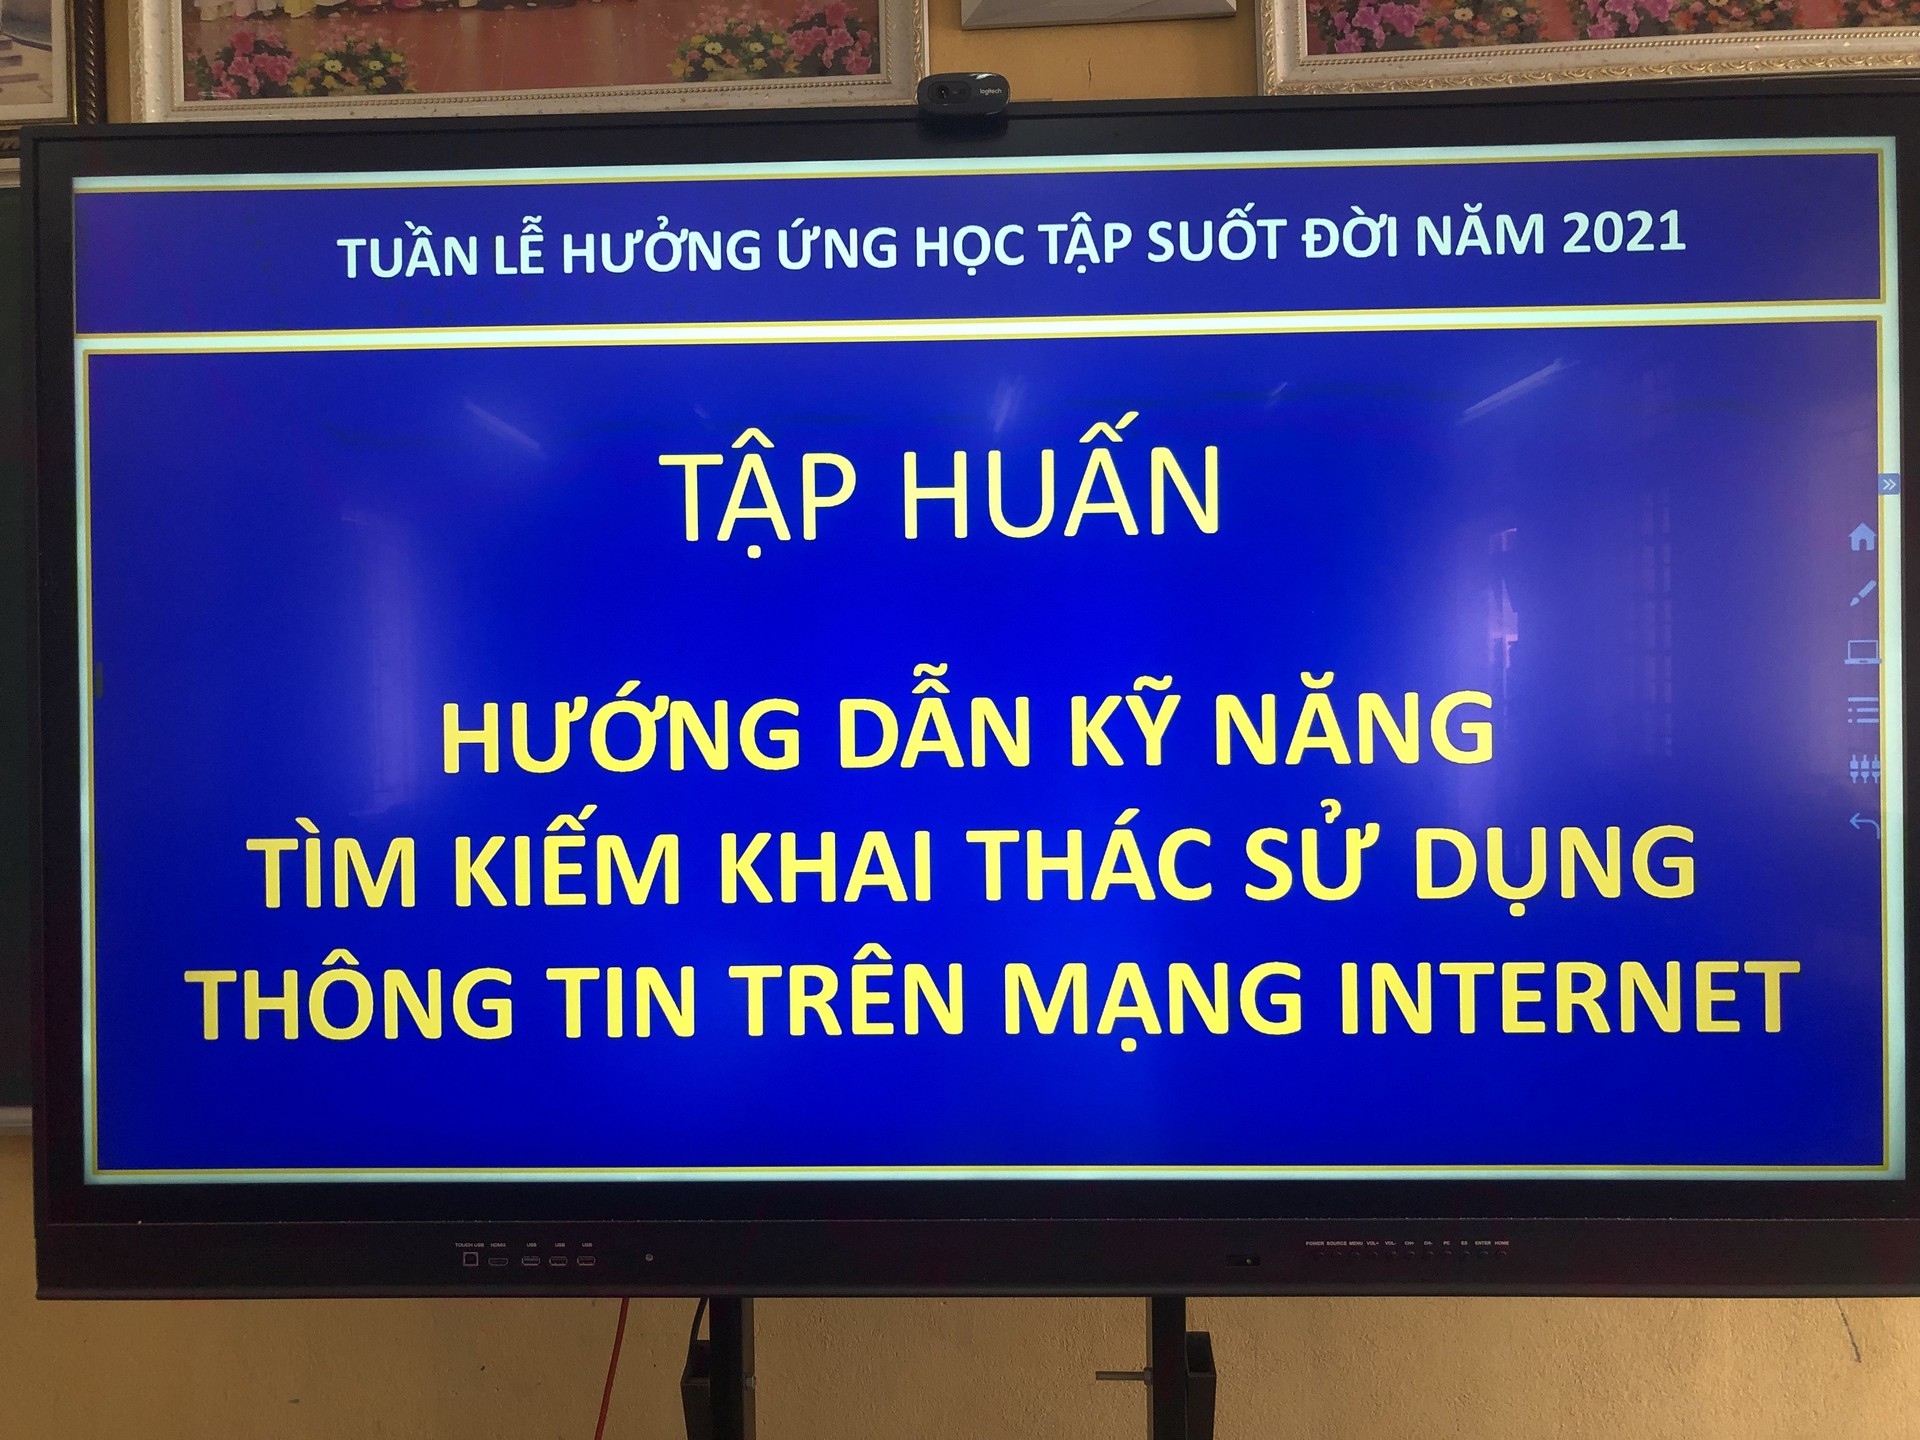 logitech
TUẦN LỄ HƯỞNG ỨNG HỌC TẬP SUỐT ĐỜI NĂM 2021
TẬP HUẤN
HƯỚNG DẪN KỸ NĂNG
TÌM KIẾM KHAI THÁC SỬ DỤNG
THÔNG TIN TRÊN MẠNG INTERNET
TOUCH USB HDMI USB USB USB
POWER SOURCE MENU VOL+ VOL- CH+ CH- PC ES ENTER HOME